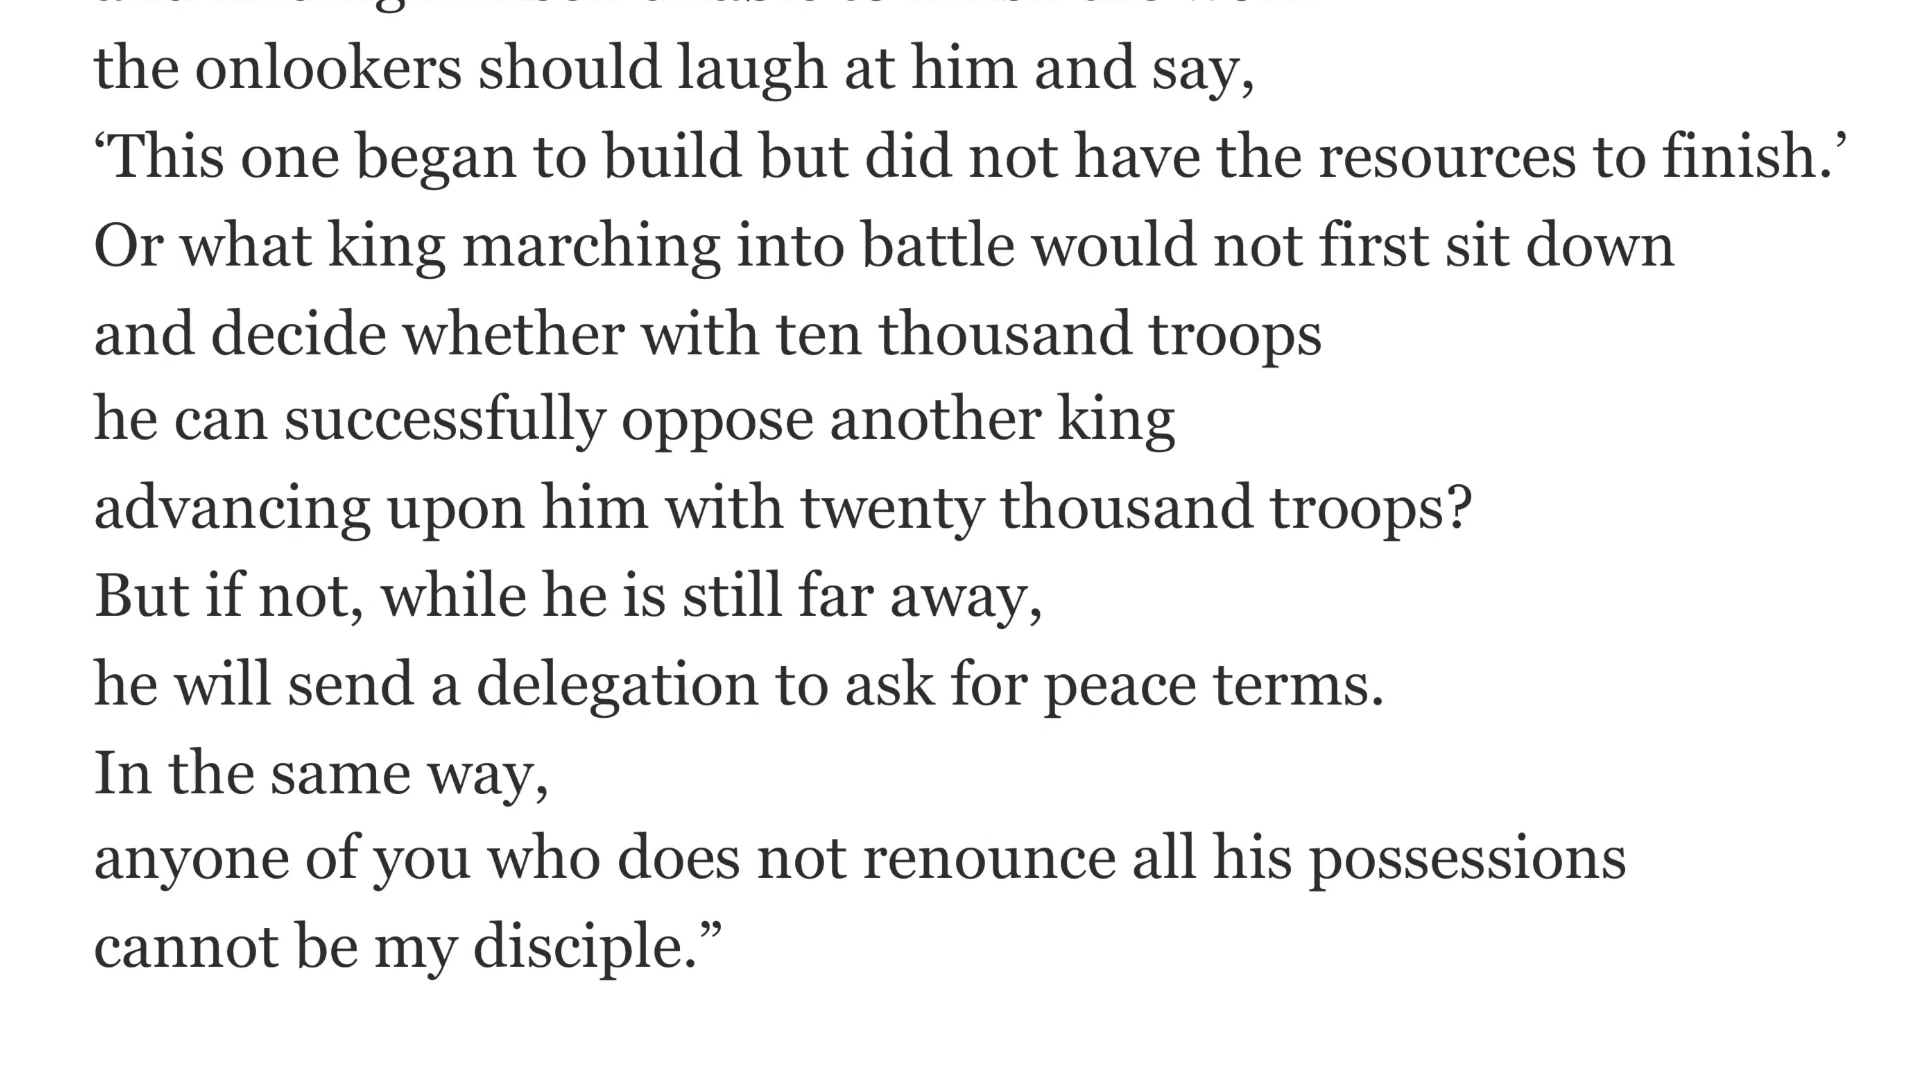 the onlookers should laugh at him and say,
‘This one began to build but did not have the resources to finish.’
Or what king marching into battle would not first sit down
and decide whether with ten thousand troops
he can successfully oppose another king
advancing upon him with twenty thousand troops?
But if not, while he is still far away,
he will send a delegation to ask for peace terms.
In the same way,
anyone of you who does not renounce all his possessions
cannot be my disciple.”